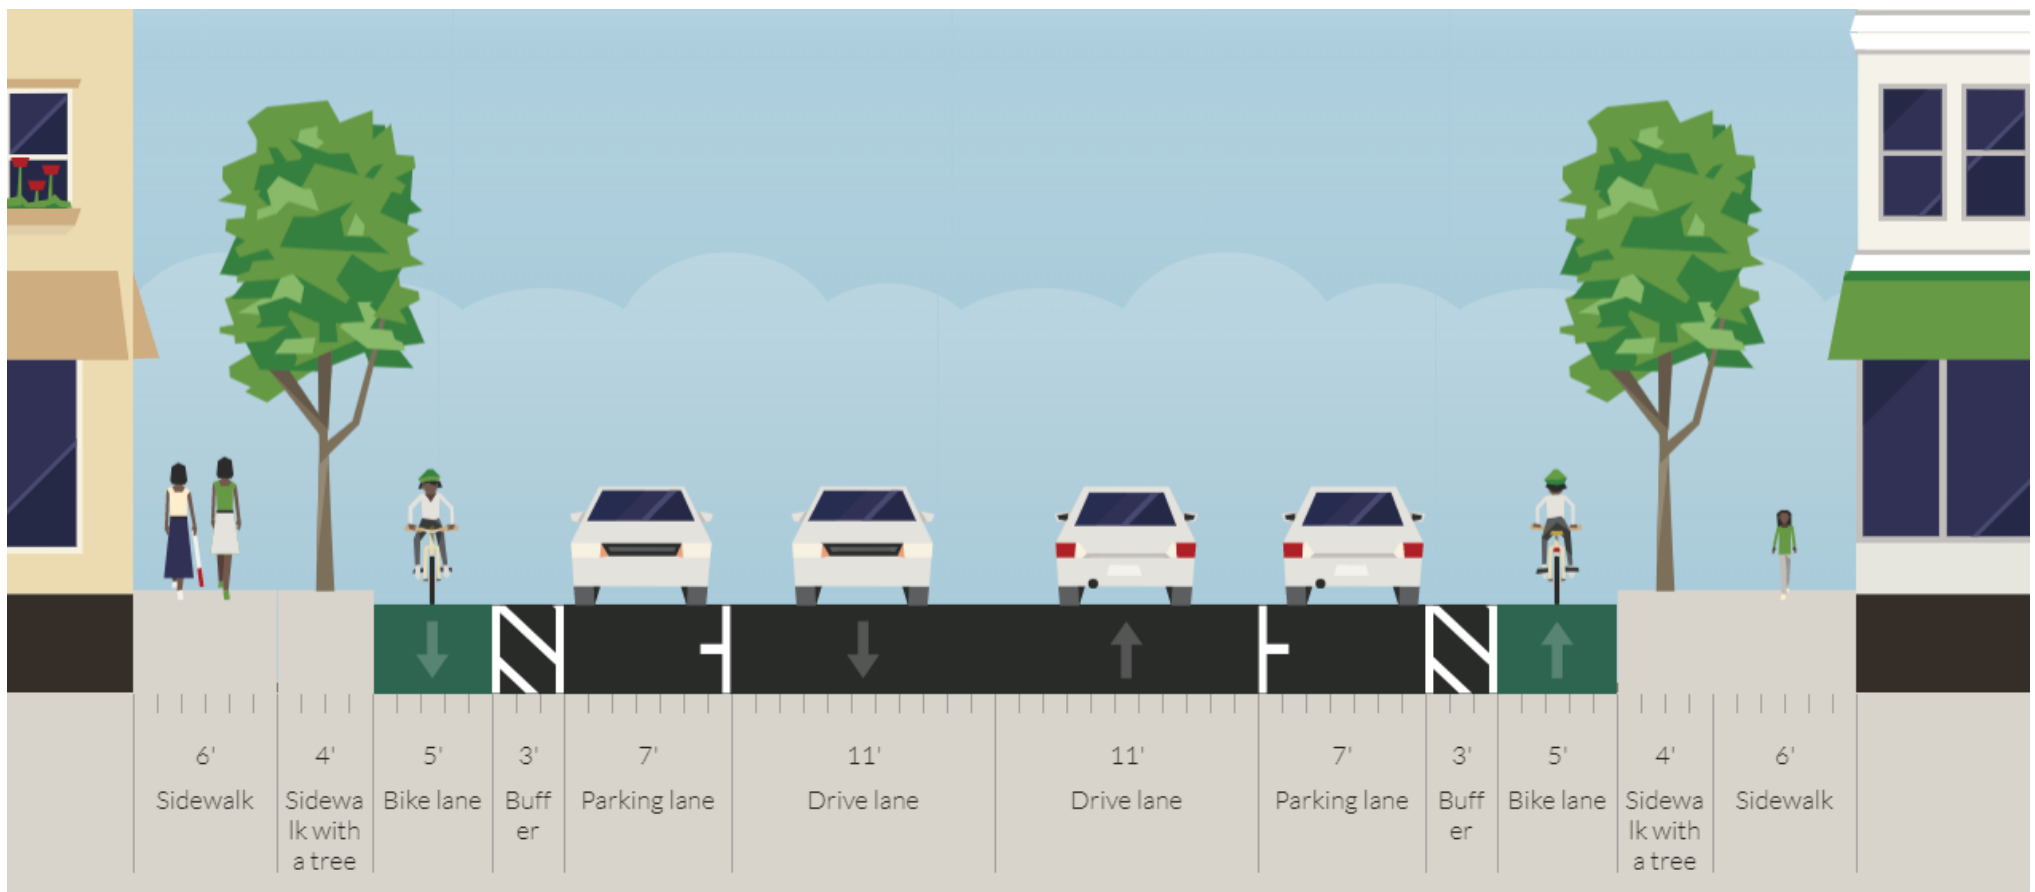 6' 4' 5' 3' 7' 11' 11' 7' 3' 5' 4' 6'
Sidewalk Sidewa Bike lane Buff Parking lane Drive lane Drive lane Parking lane Buff Bike lane Sidewa Sidewalk
lk with er er lk with
a tree a tree